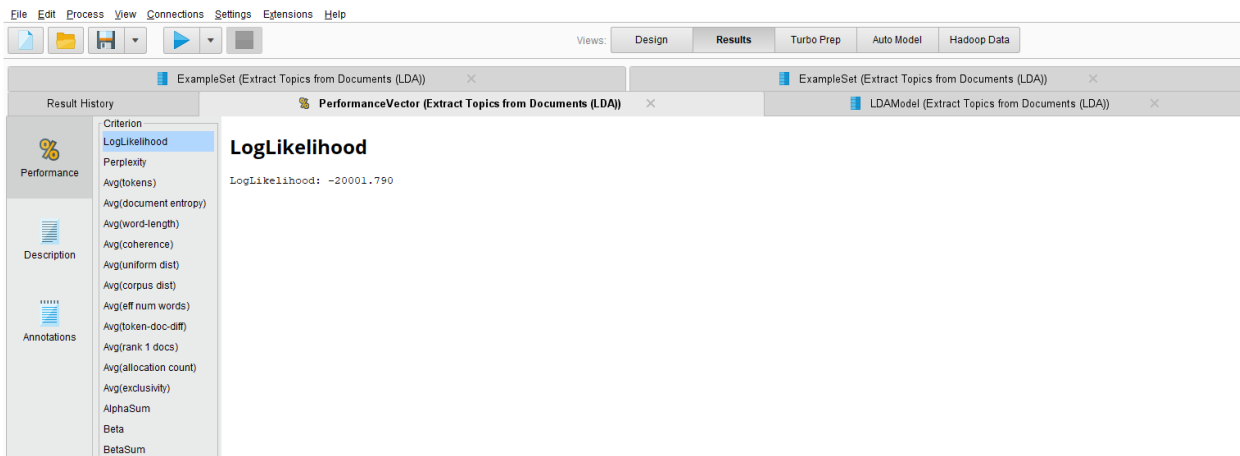 File Edit Process View Connections Settings Extensions Help
Views: Design Results Turbo Prep Auto Model Hadoop Data
ExampleSet (Extract Topics from Documents (LDA)) ExampleSet (Extract Topics from Documents (LDA))
Result History PerformanceVector (Extract Topics from Documents (LDA)) LDAModel (Extract Topics from Documents (LDA))
% Performance
Description
Annotations
Criterion
LogLikelihood
Perplexity
Avg(tokens)
Avg(document entropy)
Avg(word-length)
Avg(coherence)
Avg(uniform dist)
Avg(corpus dist)
Avg(eff num words)
Avg(token-doc-diff)
Avg(rank 1 docs)
Avg(allocation count)
Avg(exclusivity)
AlphaSum
Beta
BetaSum
LogLikelihood
LogLikelihood: -20001.790